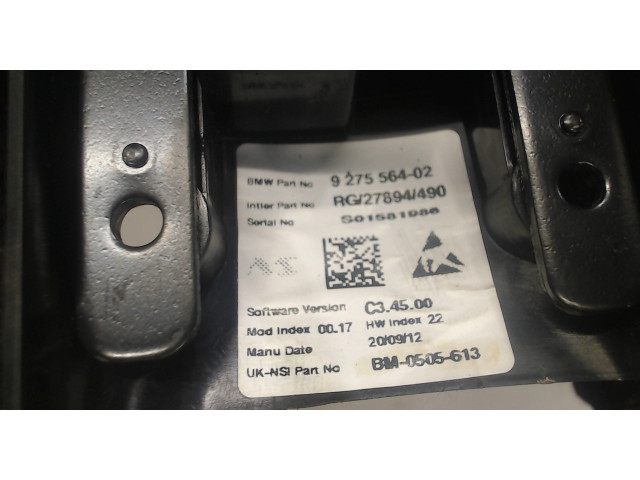 BMW Part No 9 275 564-02
Intier Part No RG/27894/490
Serial No S01581986
Software Version C3.45.00
Mod Index 00.17 HW Index 22
Manu Date 20/09/12
UK-NSI Part No BM-0505-613